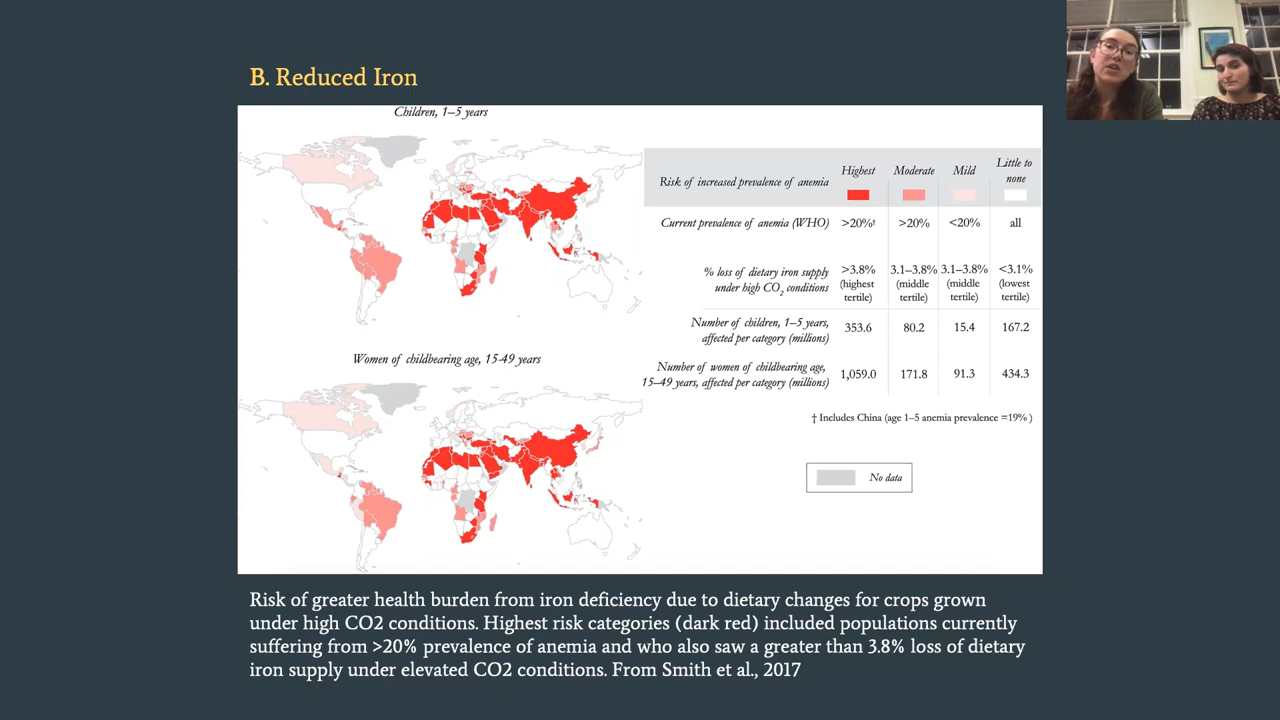 B. Reduced Iron
Children, 1–5 years
Women of childbearing age, 15-49 years
Risk of increased prevalence of anemia
Highest
Moderate
Mild
Little to
none
Current prevalence of anemia (WHO)
>20%†
>20%
<20%
all
% loss of dietary iron supply
under high CO2 conditions
>3.8%
(highest
tertile)
3.1–3.8%
(middle
tertile)
3.1–3.8%
(middle
tertile)
<3.1%
(lowest
tertile)
Number of children, 1–5 years,
affected per category (millions)
353.6
80.2
15.4
167.2
Number of women of childbearing age,
15–49 years, affected per category (millions)
1,059.0
171.8
91.3
434.3
† Includes China (age 1–5 anemia prevalence =19% )
No data
Risk of greater health burden from iron deficiency due to dietary changes for crops grown
under high CO2 conditions. Highest risk categories (dark red) included populations currently
suffering from >20% prevalence of anemia and who also saw a greater than 3.8% loss of dietary
iron supply under elevated CO2 conditions. From Smith et al., 2017